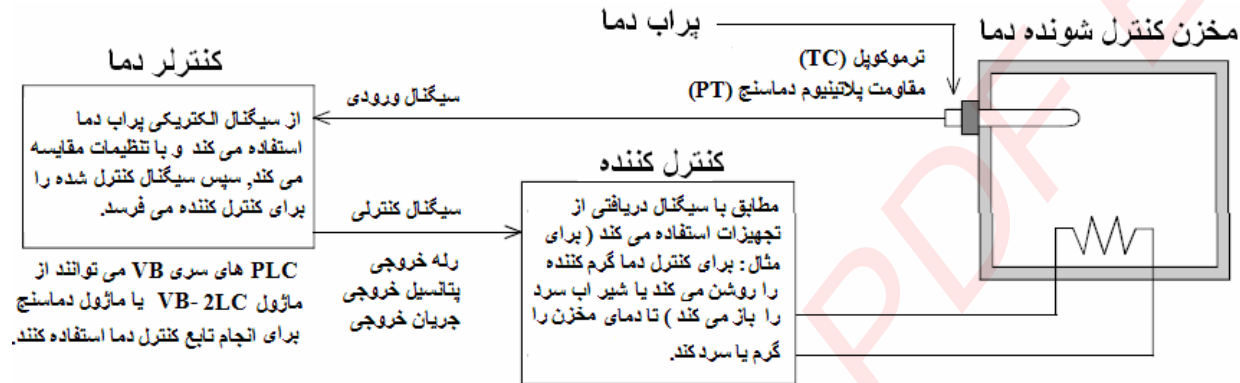 پراب دما
مخزن کنترل شونده دما
ترموکوپل (TC)
مقاومت پلاتینیوم دماسنج (PT)
کنترلر دما
سیگنال ورودی
از سیگنال الکتریکی پراب دما
استفاده می کند و با تنظیمات مقایسه
می کند, سپس سیگنال کنترل شده را
برای کنترل کننده می فرسد.
سیگنال کنترلی
رله خروجی
پتانسیل خروجی
جریان خروجی
PLC های سری VB می توانند از
ماژول VB- 2LC یا ماژول دماسنج
برای انجام تابع کنترل دما استفاده کنند.
کنترل کننده
مطابق با سیگنال دریافتی از
تجهیزات استفاده می کند ( برای
مثال: برای کنترل دما گرم کننده
را روشن می کند یا شیر اب سرد
را باز می کند ) تا دمای مخزن را
گرم یا سرد کند.
PDF